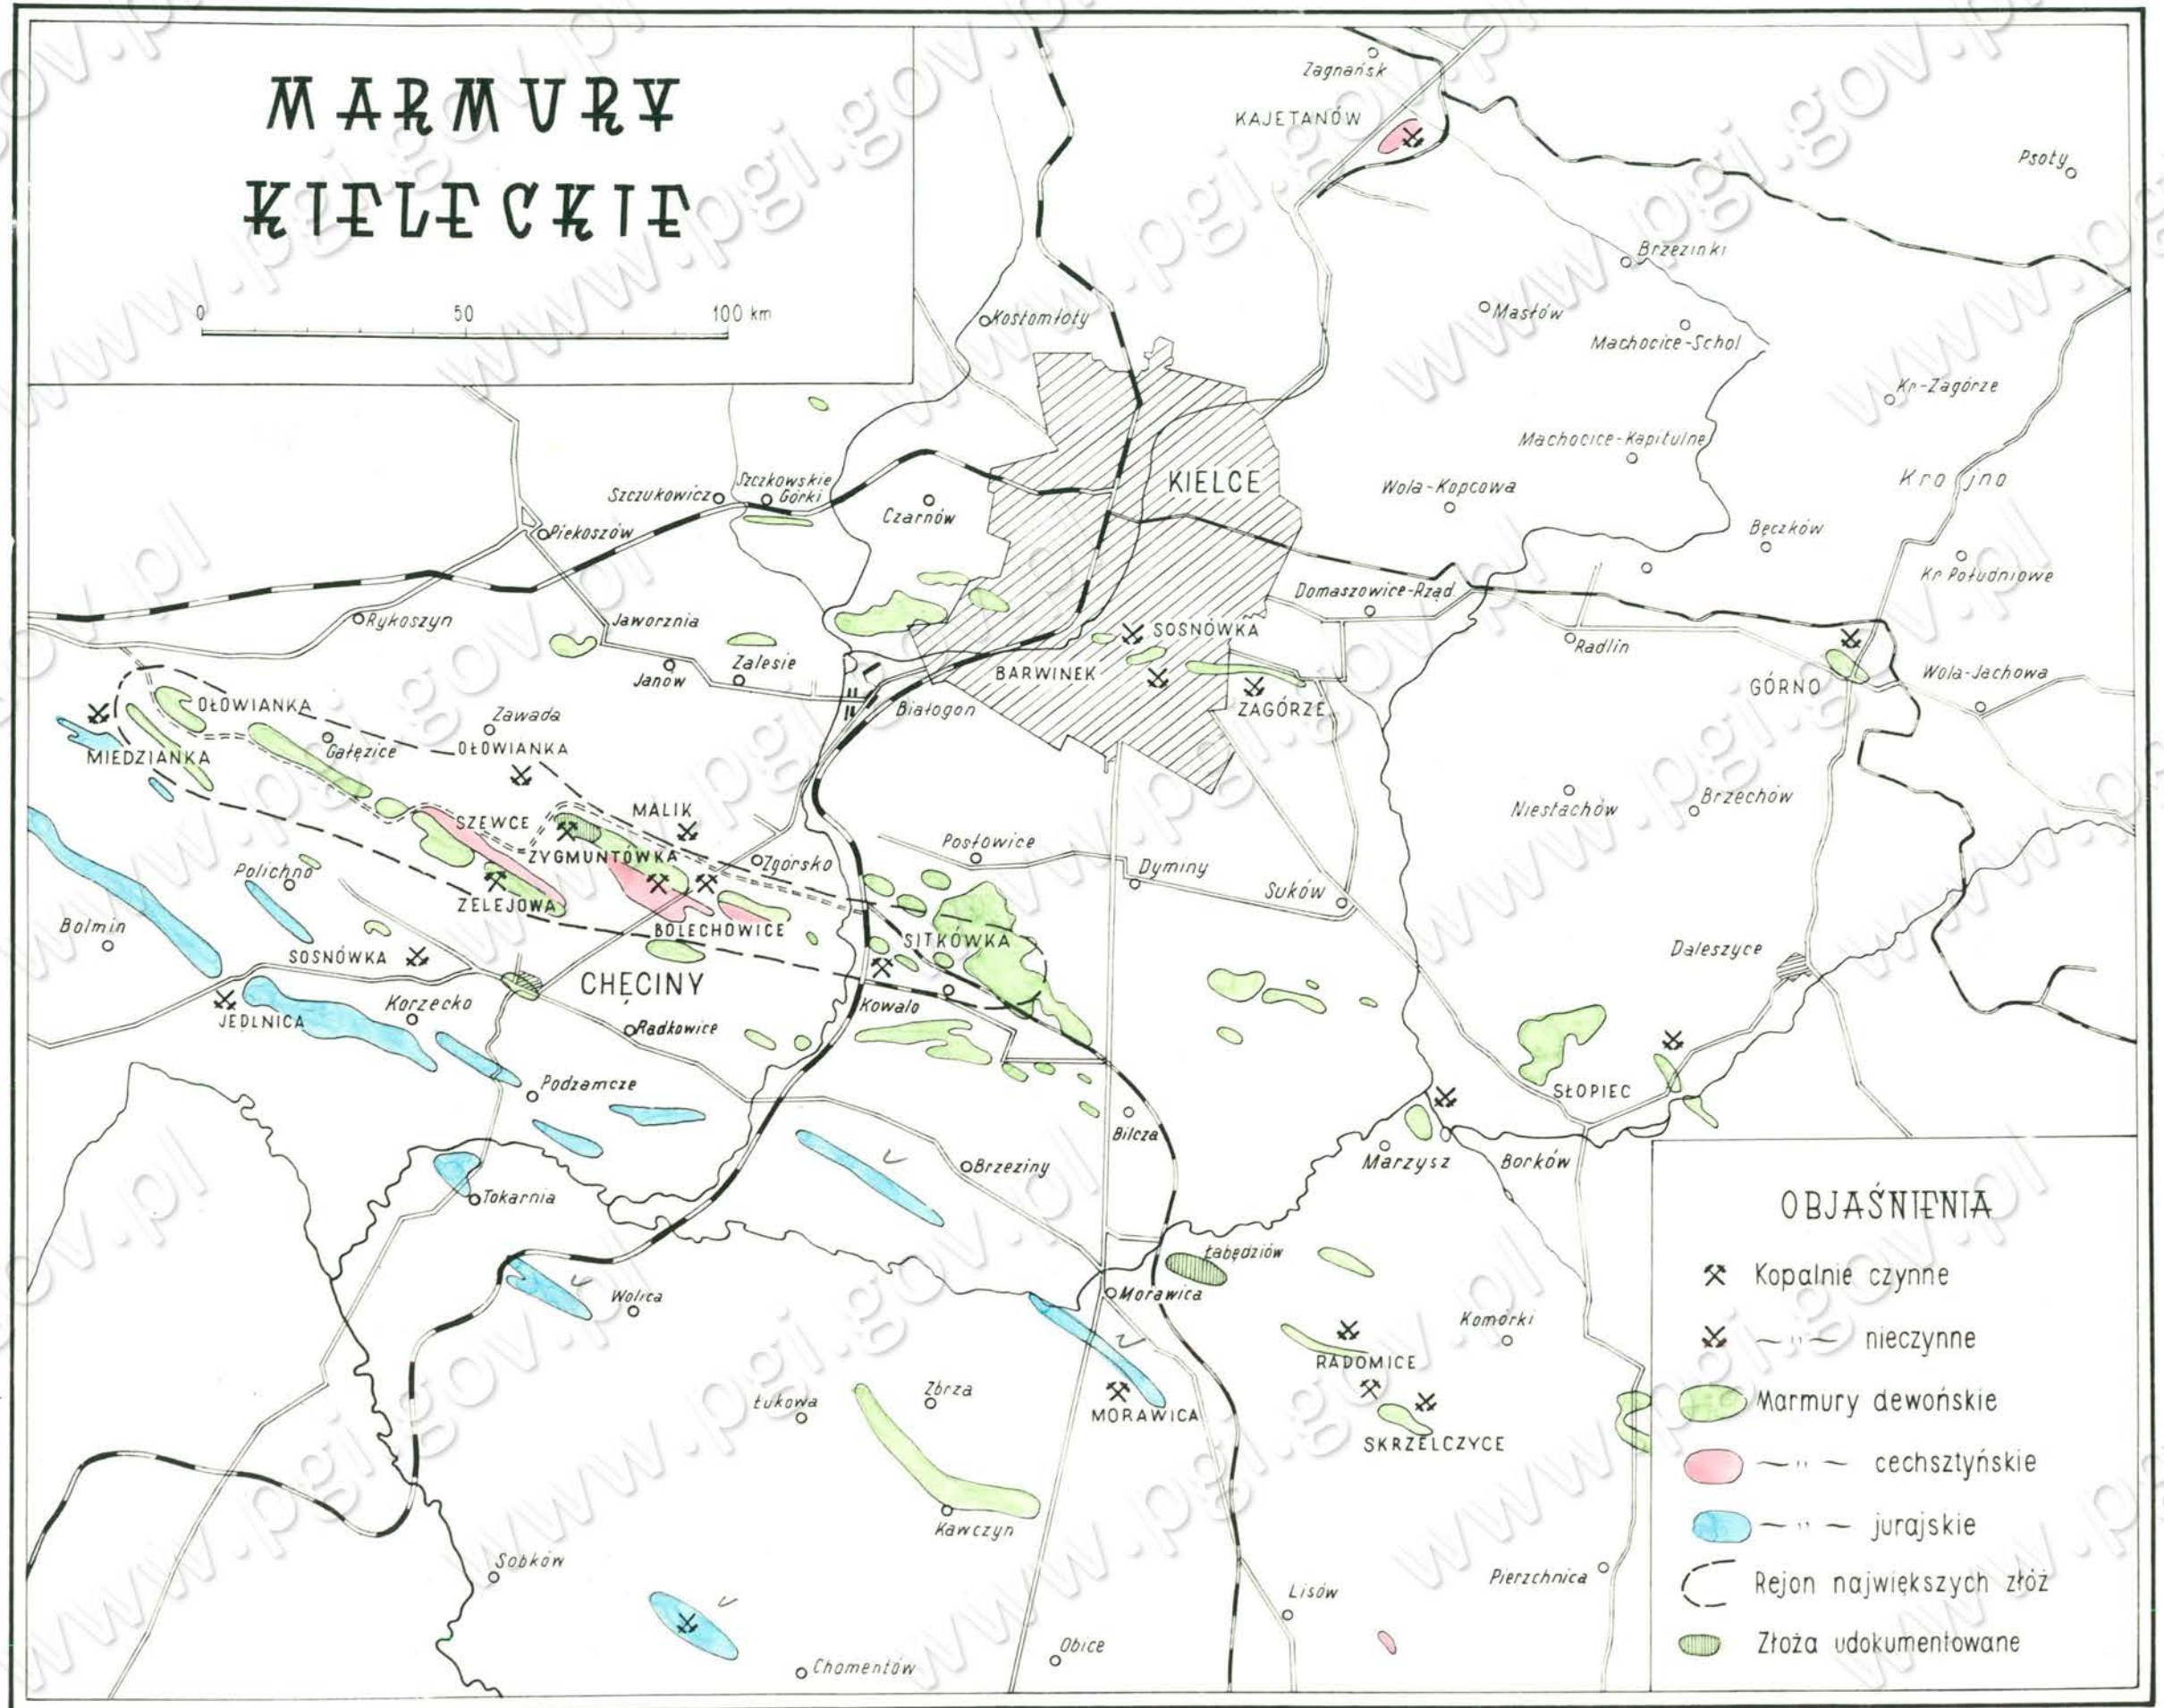 MARMURY
KIELECKIE
0 50 100 km
Zagnańsk
KAJETANÓW
Psoty
Brzezinki
Kostomłoty
Masłów
Machocice-Schol
Kr-Zagórze
Machocice-Kapitulne
Krajno
KIELCE
Wola-Kopcowa
Szczukowicz
Szczkowskie
Górki
Czarnów
Piekoszów
Bęczków
Kr. Południowe
Domaszowice-Rząd
Rykoszyn
Jaworznia
SOSNÓWKA
Radlin
Zalesie
Janów
BARWINEK
GÓRNO
Wola-Jachowa
OŁOWIANKA
Zawada
Białogon
ZAGÓRZE
MIEDZIANKA
Gałęzice
OŁOWIANKA
SZEWCE
MALIK
Niestachów
Brzechów
ZYGMUNTÓWKA
Zgórsko
Posłowice
Dyminy
Suków
Polichno
ZELEJOWA
Bolmin
BOLECHOWICE
SITKÓWKA
Daleszyce
SOSNÓWKA
CHĘCINY
Korzecko
JEDLNICA
Kowalo
Radkowice
Podzamcze
SŁOPIEC
Bilcza
Marzysz
Borków
Brzeziny
Tokarnia
Łabędziów
Wolica
Morawica
Komórki
RADOMICE
Łukowa
Zbrza
MORAWICA
SKRZELCZYCE
Kawczyn
Sobków
Lisów
Pierzchnica
Obice
Chomentów
OBJAŚNIENIA
Kopalnie czynne
— " — nieczynne
Marmury dewońskie
— " — cechsztyńskie
— " — jurajskie
Rejon największych złóż
Złoża udokumentowane
www.pgi.gov.pl